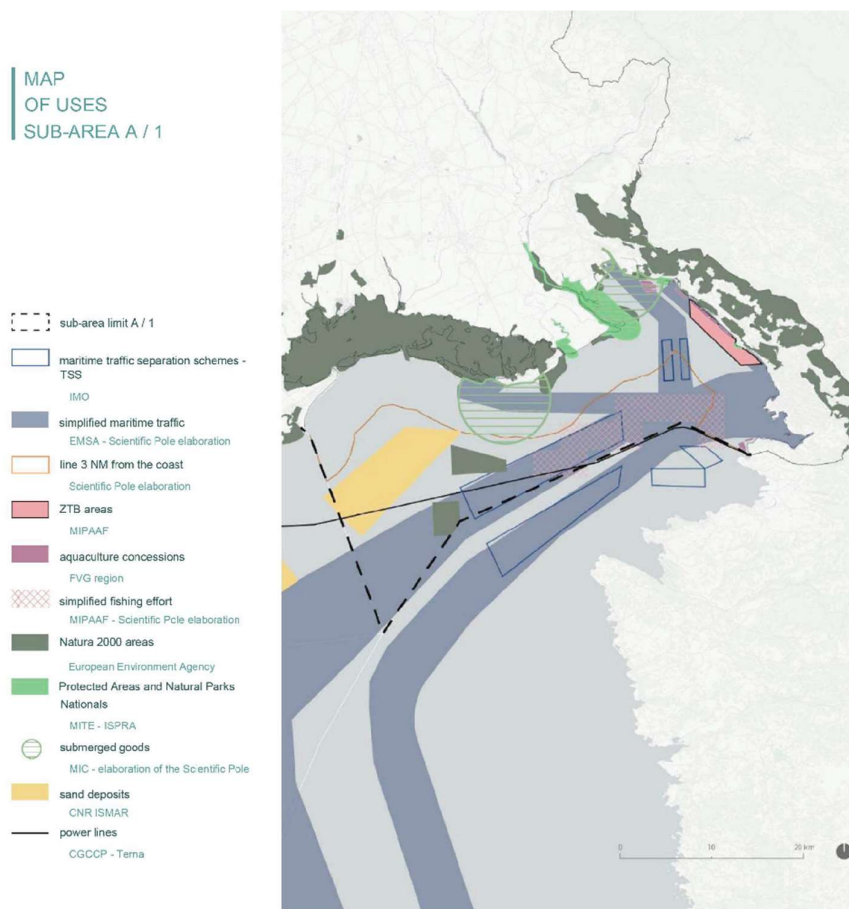 MAP
OF USES
SUB-AREA A / 1
sub-area limit A / 1
maritime traffic separation schemes -
TSS
IMO
simplified maritime traffic
EMSA - Scientific Pole elaboration
line 3 NM from the coast
Scientific Pole elaboration
ZTB areas
MIPAAF
aquaculture concessions
FVG region
simplified fishing effort
MIPAAF - Scientific Pole elaboration
Natura 2000 areas
European Environment Agency
Protected Areas and Natural Parks
Nationals
MITE - ISPRA
submerged goods
MIC - elaboration of the Scientific Pole
sand deposits
CNR ISMAR
power lines
CGCCP - Terna
0 10 20 km